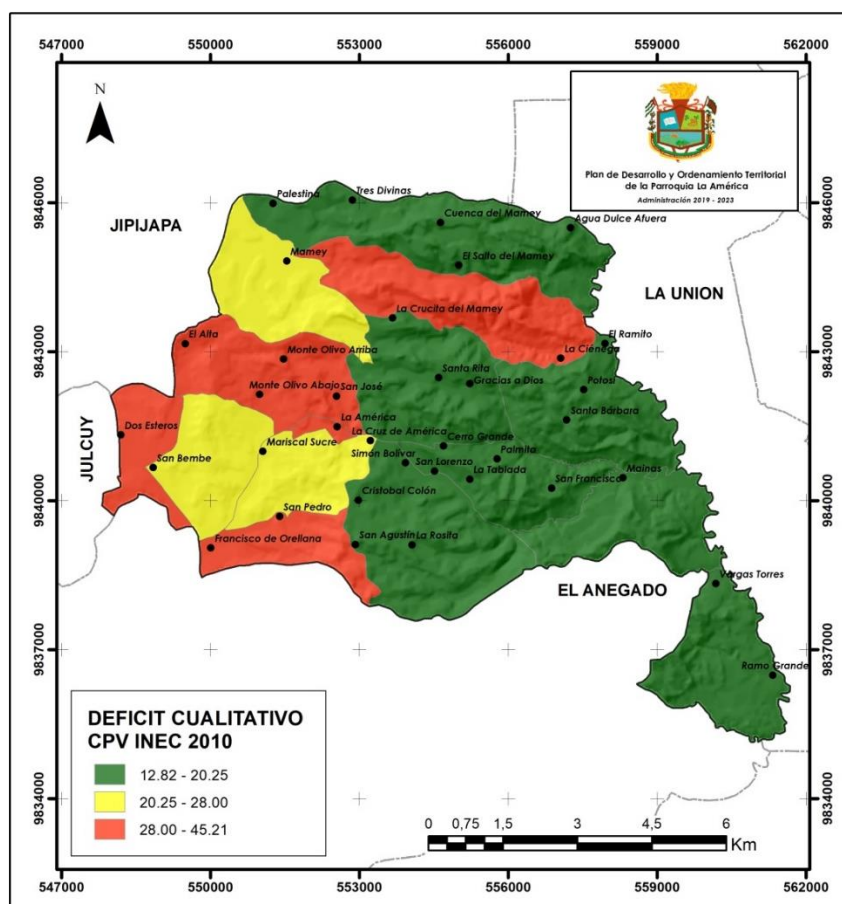 547000 550000 553000 556000 559000 562000
N
Plan de Desarrollo y Ordenamiento Territorial
de la Parroquia La América
Administración 2019 - 2023
9846000 9846000
Palestina
Tres Divinas
Cuenca del Mamey
Agua Dulce Afuera
JIPIJAPA
Mamey
El Salto del Mamey
LA UNION
La Crucita del Mamey
El Alta
Monte Olivo Arriba
La Ciénega
El Ramito
9843000 9843000
Santa Rita
Gracias a Dios
Potosí
Monte Olivo Abajo
San José
Santa Bárbara
JULCUY
Dos Esteros
La América
La Cruz de América
Mariscal Sucre
Simón Bolívar
Cerro Grande
Palmita
San Bembe
San Lorenzo
La Tablada
San Francisco
Mainas
9840000 9840000
Cristobal Colón
San Pedro
Francisco de Orellana
San Agustín
La Rosita
EL ANEGADO
Vargas Torres
9837000 9837000
Ramo Grande
DEFICIT CUALITATIVO
CPV INEC 2010
12.82 - 20.25
20.25 - 28.00
28.00 - 45.21
9834000 9834000
0 0,75 1,5 3 4,5 6
Km
547000 550000 553000 556000 559000 562000